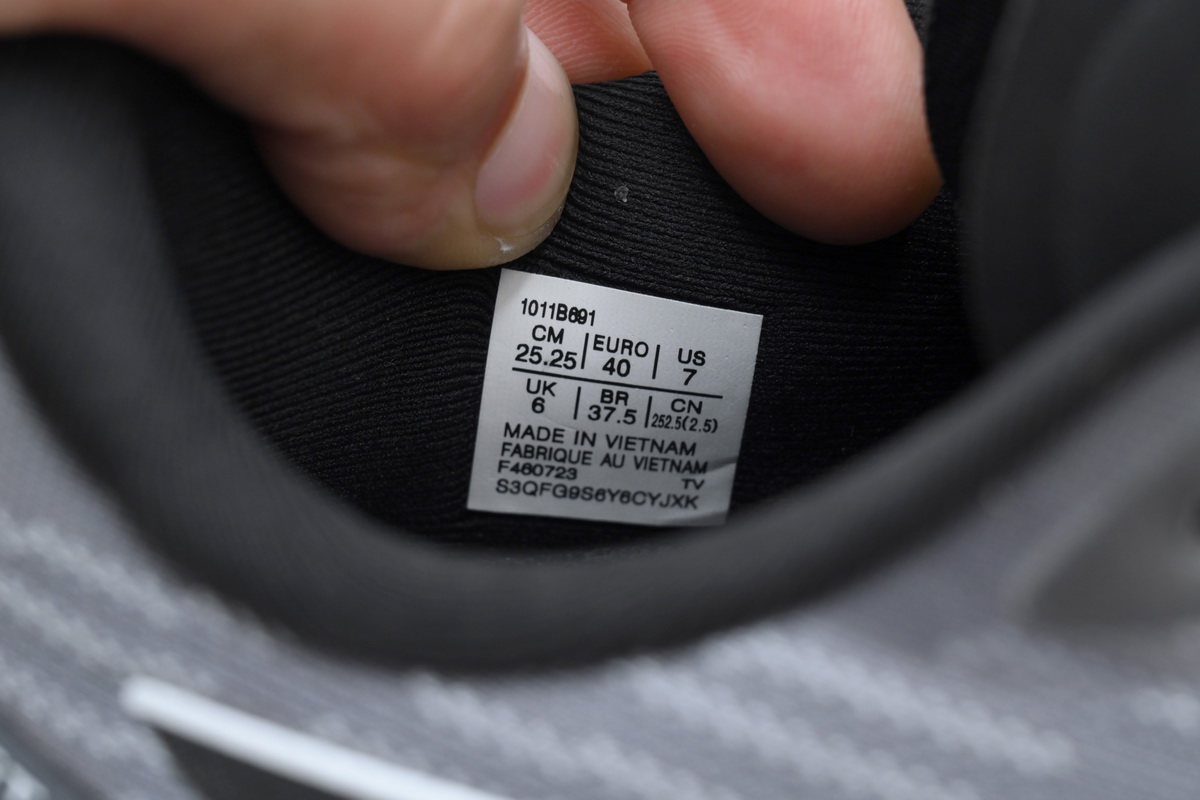 1011B691
CM EURO US
25.25 40 7
UK BR CN
6 37.5 252.5(2.5)
MADE IN VIETNAM
FABRIQUE AU VIETNAM
F460723 TV
S3QFG9S6Y6CYJXK